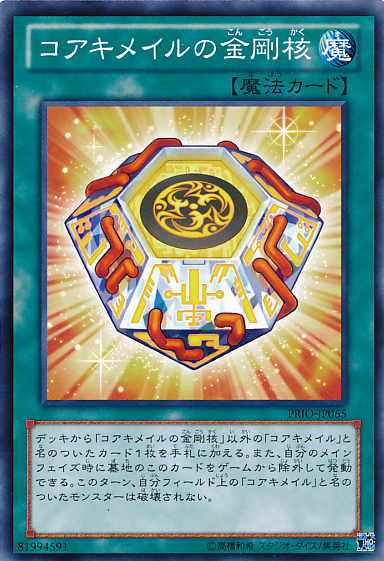 コアキメイルの金剛核 魔
【魔法カード】
PRIO-JP065
デッキから「コアキメイルの金剛核」以外の「コアキメイル」と
名のついたカード1枚を手札に加える。また、自分のメイン
フェイズ時に墓地のこのカードをゲームから除外して発動
できる。このターン、自分フィールド上の「コアキメイル」と名
のついたモンスターは破壊されない。
81994591
©高橋和希 スタジオ・ダイス/集英社